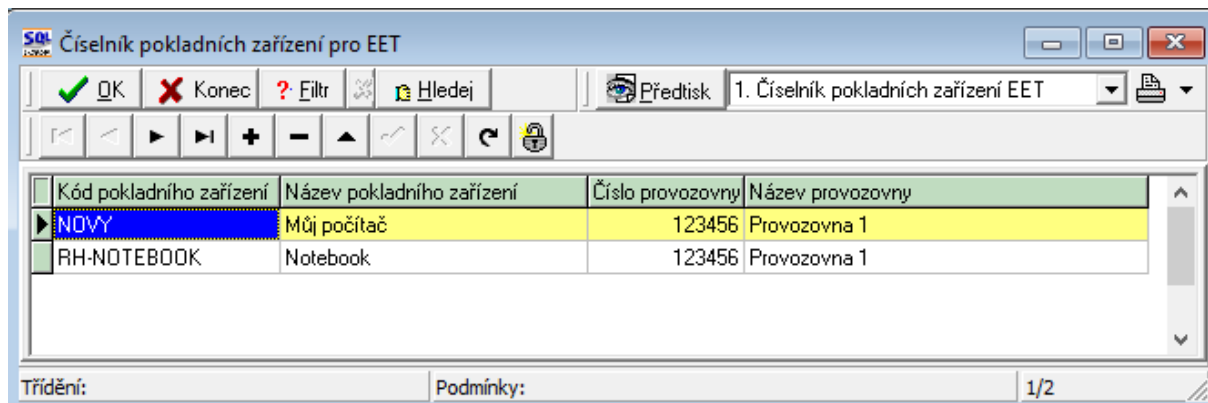 SQL Číselník pokladních zařízení pro EET
OK Konec Filtr Hledej Předtisk 1. Číselník pokladních zařízení EET
Kód pokladního zařízení Název pokladního zařízení Číslo provozovny Název provozovny
NOVY Můj počítač 123456 Provozovna 1
RH-NOTEBOOK Notebook 123456 Provozovna 1
Třídění: Podmínky: 1/2